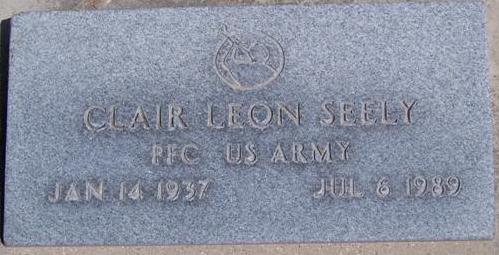 CLAIR LEON SEELY
PFC US ARMY
JAN 14 1937 JUL 6 1989